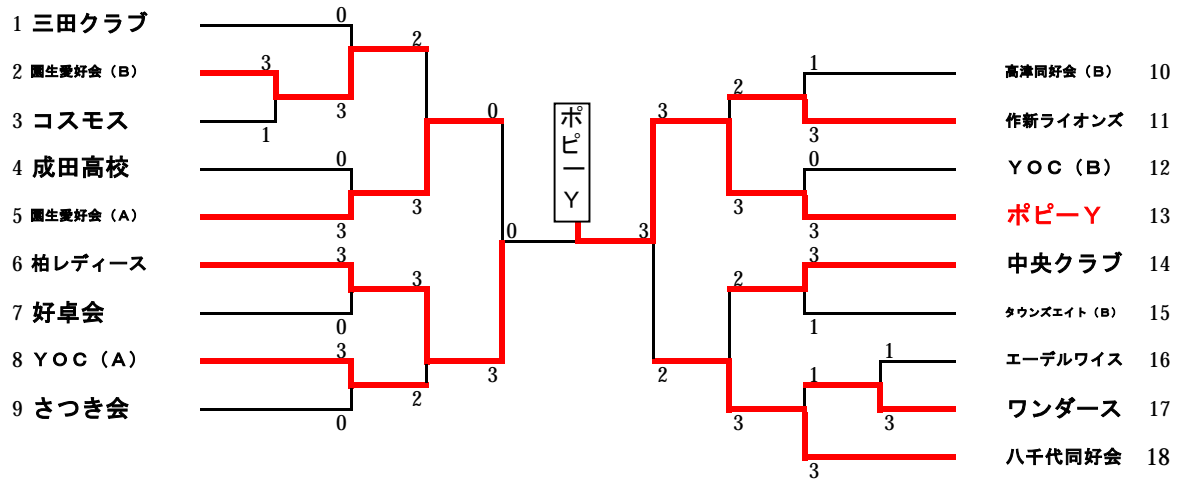 1 三田クラブ
2 園生愛好会（Ｂ）
3 コスモス
4 成田高校
5 園生愛好会（Ａ）
6 柏レディース
7 好卓会
8 ＹＯＣ（Ａ）
9 さつき会
0
3
3
1
0
3
3
0
3
0
2
3
3
2
0
3
0
ポピーＹ
3
3
2
2
3
2
3
1
3
0
3
3
1
1
3
1
3
高津同好会（Ｂ） 10
作新ライオンズ 11
ＹＯＣ（Ｂ） 12
ポピーＹ 13
中央クラブ 14
タウンズエイト（Ｂ） 15
エーデルワイス 16
ワンダース 17
八千代同好会 18